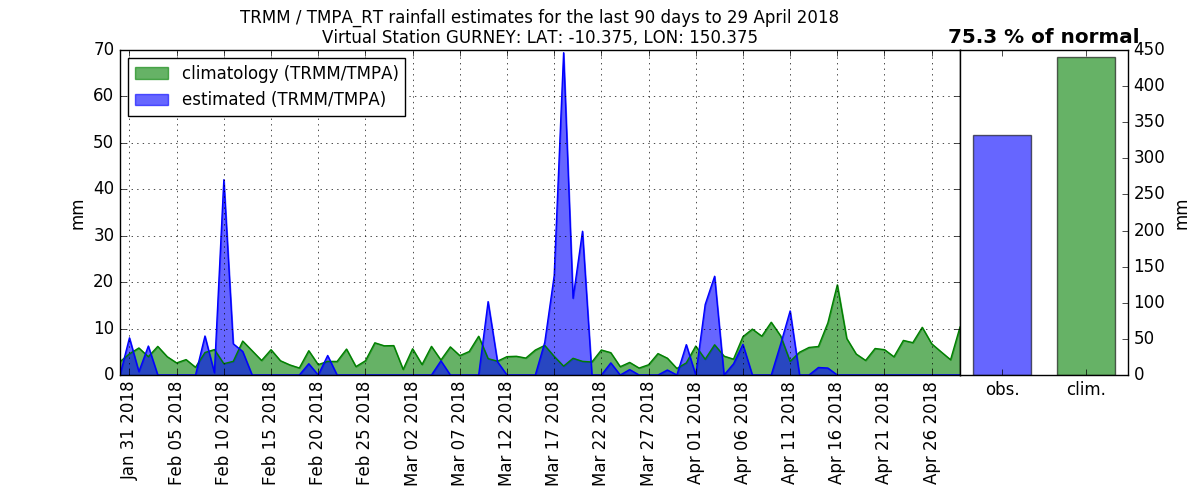 TRMM / TMPA_RT rainfall estimates for the last 90 days to 29 April 2018
Virtual Station GURNEY: LAT: -10.375, LON: 150.375
75.3 % of normal
climatology (TRMM/TMPA)
estimated (TRMM/TMPA)
70
60
50
40
30
20
10
0
mm
450
400
350
300
250
200
150
100
50
0
mm
obs.
clim.
Jan 31 2018
Feb 05 2018
Feb 10 2018
Feb 15 2018
Feb 20 2018
Feb 25 2018
Mar 02 2018
Mar 07 2018
Mar 12 2018
Mar 17 2018
Mar 22 2018
Mar 27 2018
Apr 01 2018
Apr 06 2018
Apr 11 2018
Apr 16 2018
Apr 21 2018
Apr 26 2018